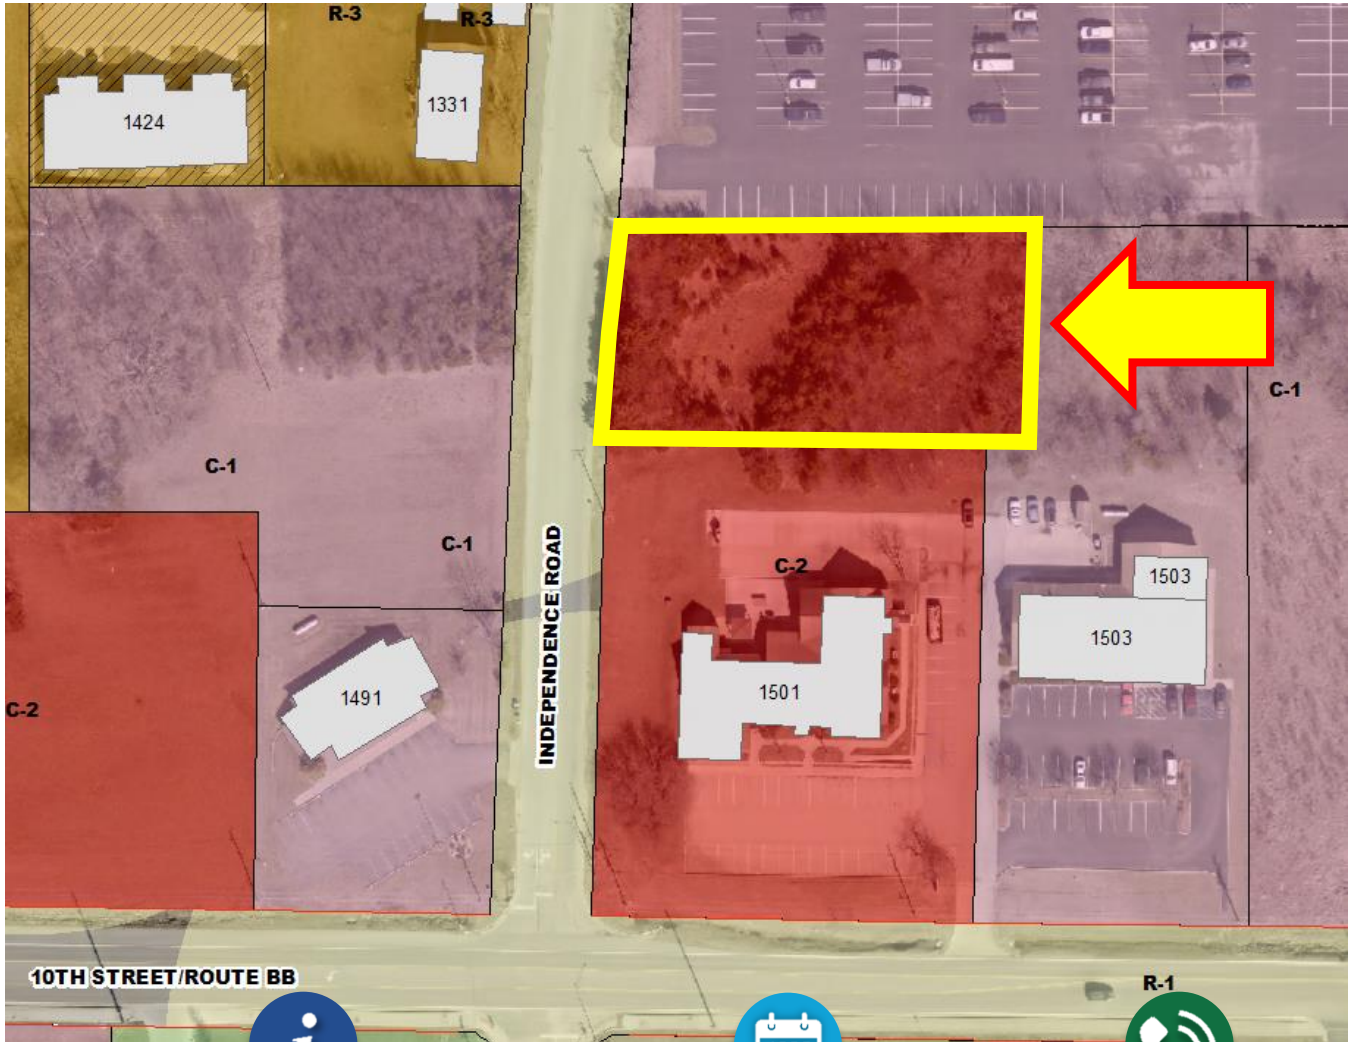 R-3
R-3
1424
1331
C-1
C-1
C-1
INDEPENDENCE ROAD
C-2
1503
1503
1501
1491
C-2
10TH STREET/ROUTE BB
R-1